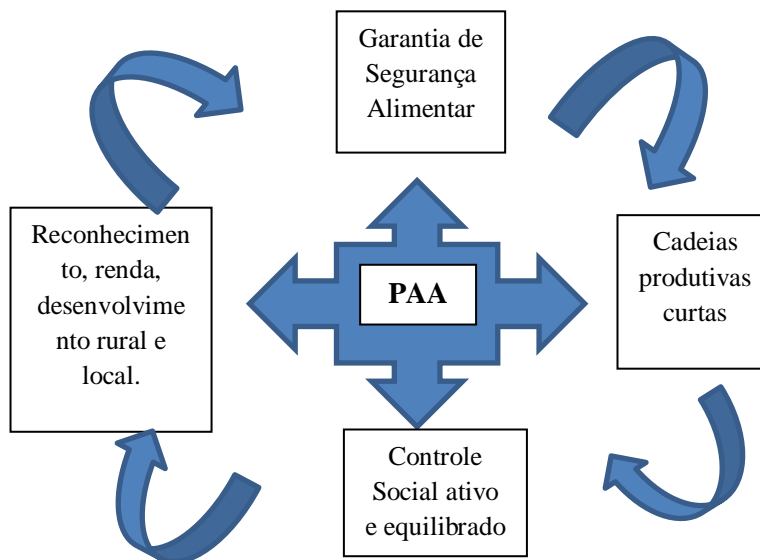 Garantia de
Segurança
Alimentar
Reconhecimen
to, renda,
desenvolvime
nto rural e
local.
PAA
Cadeias
produtivas
curtas
Controle
Social ativo
e equilibrado